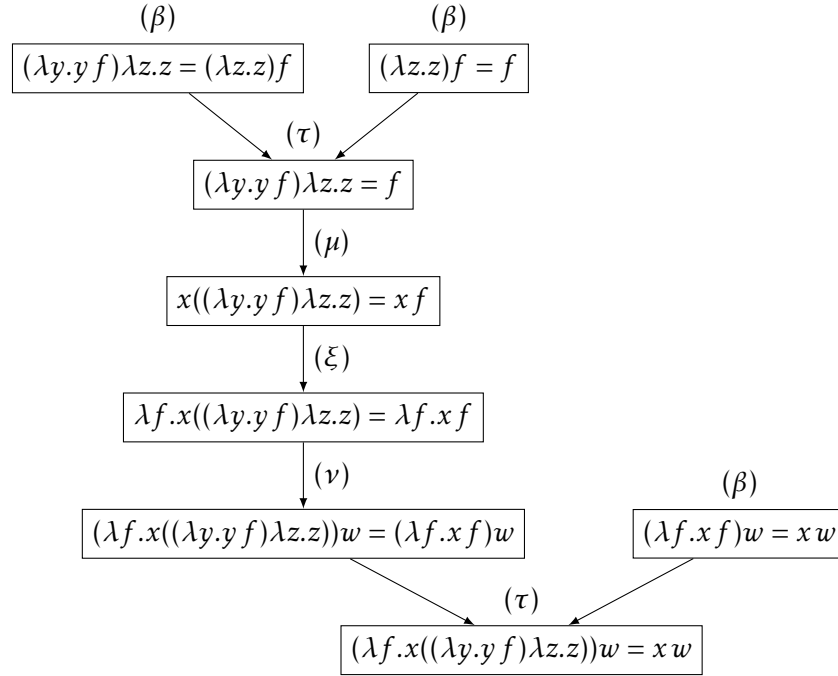 (β) (β)
(λy.y f)λz.z = (λz.z)f (λz.z)f = f
(τ)
(λy.y f)λz.z = f
(μ)
x((λy.y f)λz.z) = x f
(ξ)
λf.x((λy.y f)λz.z) = λf.x f
(ν)
(β)
(λf.x((λy.y f)λz.z))w = (λf.x f)w (λf.x f)w = x w
(τ)
(λf.x((λy.y f)λz.z))w = x w